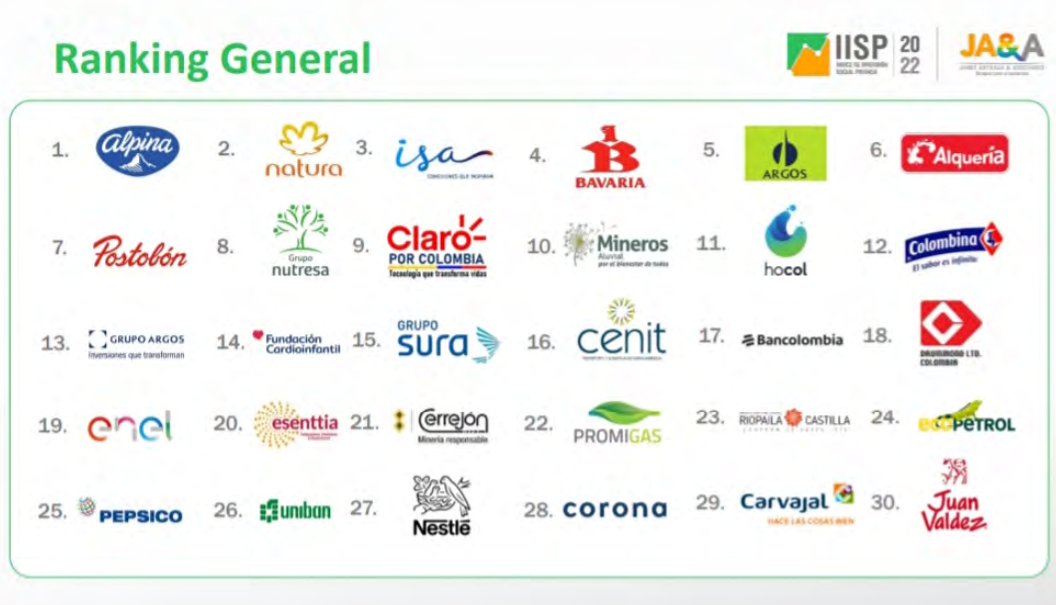 Ranking General
IISP 20
22
ÍNDICE DE INVERSIÓN
SOCIAL PRIVADA
JA&A
1. alpina
2. natura
3. isa
CONEXIONES QUE INSPIRAN
4. BAVARIA
5. ARGOS
6. Alquería
7. Postobón
8. Grupo
nutresa
9. Claro
POR COLOMBIA
Tecnología que transforma vidas
10. Mineros
Aluvial
por el bienestar de todos
11. hocol
12. Colombina
El sabor es infinito
13. GRUPO ARGOS
Inversiones que transforman
14. Fundación
Cardioinfantil
15. GRUPO
sura
16. cenit
17. Bancolombia
18. DRUMMOND LTD.
COLOMBIA
19. enel
20. esenttia
21. Cerrejón
Minería responsable
22. PROMIGAS
23. RIOPAILA CASTILLA
24. ECOPETROL
25. PEPSICO
26. uniban
27. Nestlé
28. corona
29. Carvajal
HACE LAS COSAS BIEN
30. Juan
Valdez